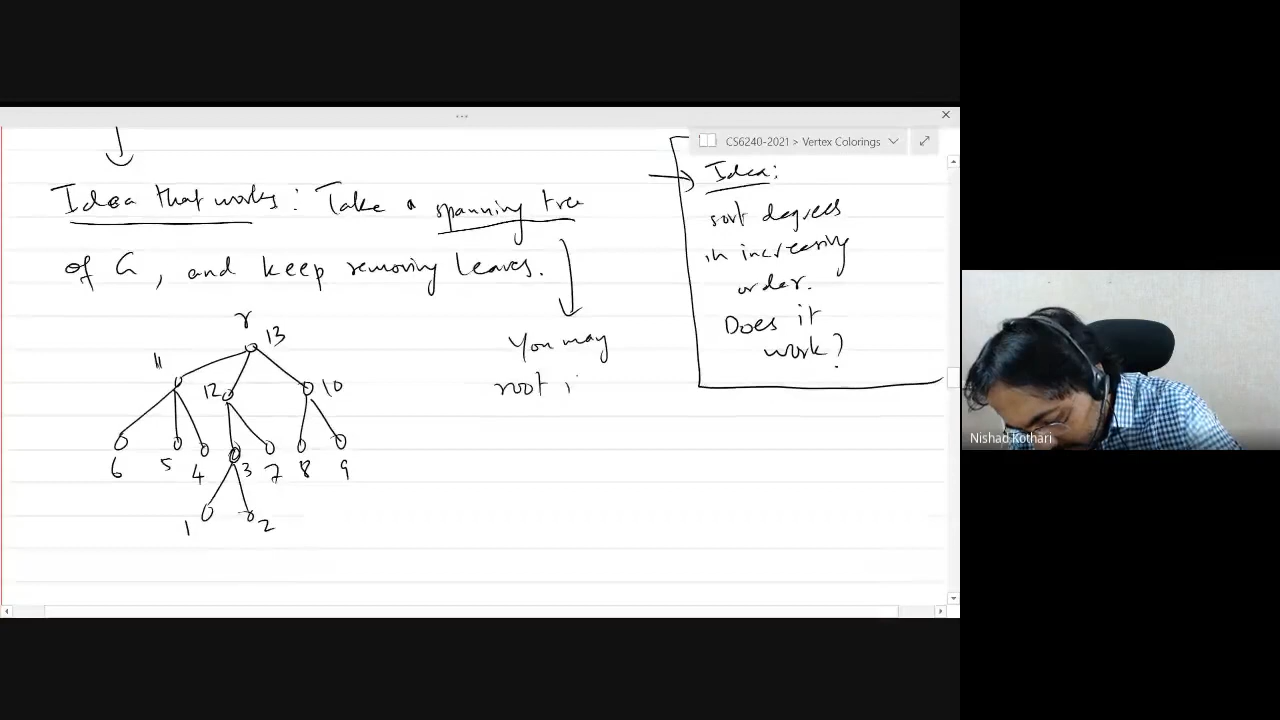 CS6240-2021 > Vertex Colorings
Idea that works: Take a spanning tree
of G, and keep removing leaves.
You may
root i
Idea:
sort degrees
in increasing
order.
Does it
work?
r
13
11
12
10
6
5
4
3
7
8
9
1
2
Nishad Kothari